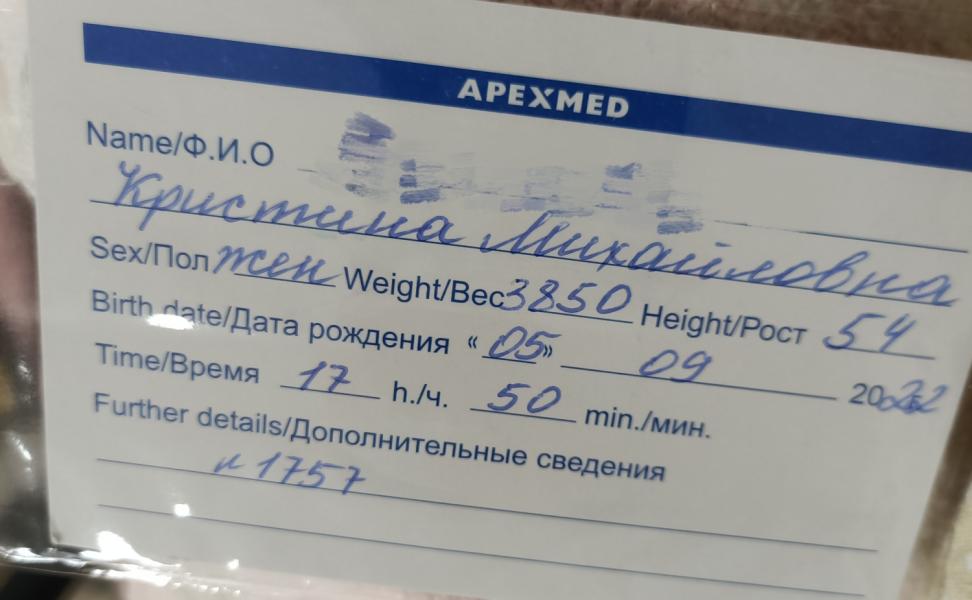 APEXMED
Name/Ф.И.О
Кристина Михайловна
Sex/Пол жен Weight/Вес 3850 Height/Рост 54
Birth date/Дата рождения "05" 09 2022
Time/Время 17 h./ч. 50 min./мин.
Further details/Дополнительные сведения
н 1757